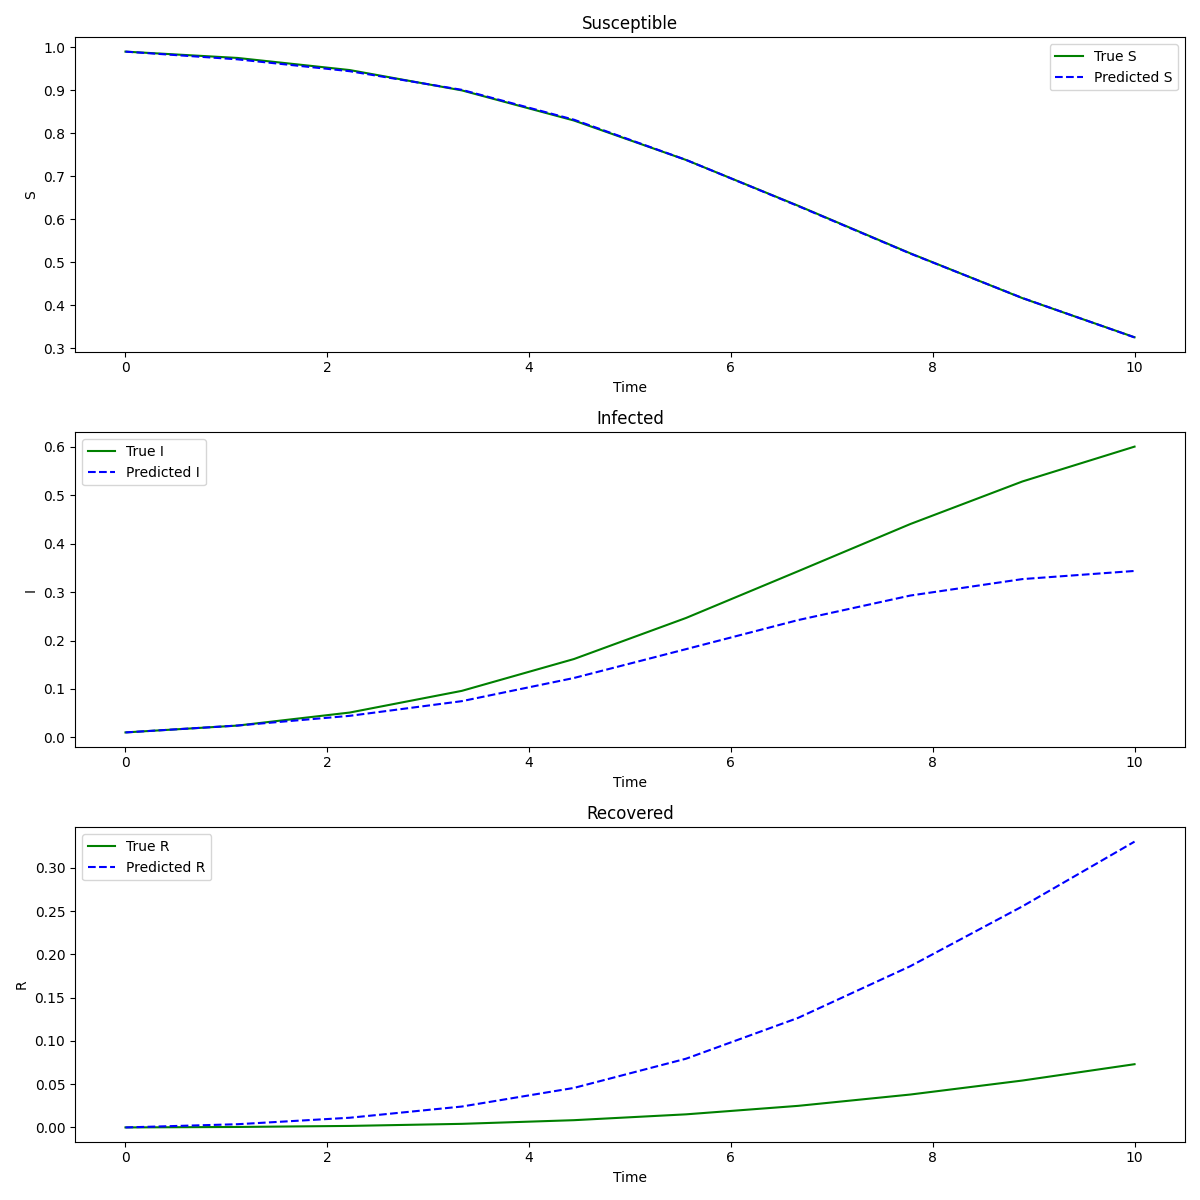 Susceptible
1.0
0.9
0.8
0.7
0.6
0.5
0.4
0.3
S
True S
Predicted S
0 2 4 6 8 10
Time
Infected
0.6
0.5
0.4
0.3
0.2
0.1
0.0
I
True I
Predicted I
0 2 4 6 8 10
Time
Recovered
0.30
0.25
0.20
0.15
0.10
0.05
0.00
R
True R
Predicted R
0 2 4 6 8 10
Time